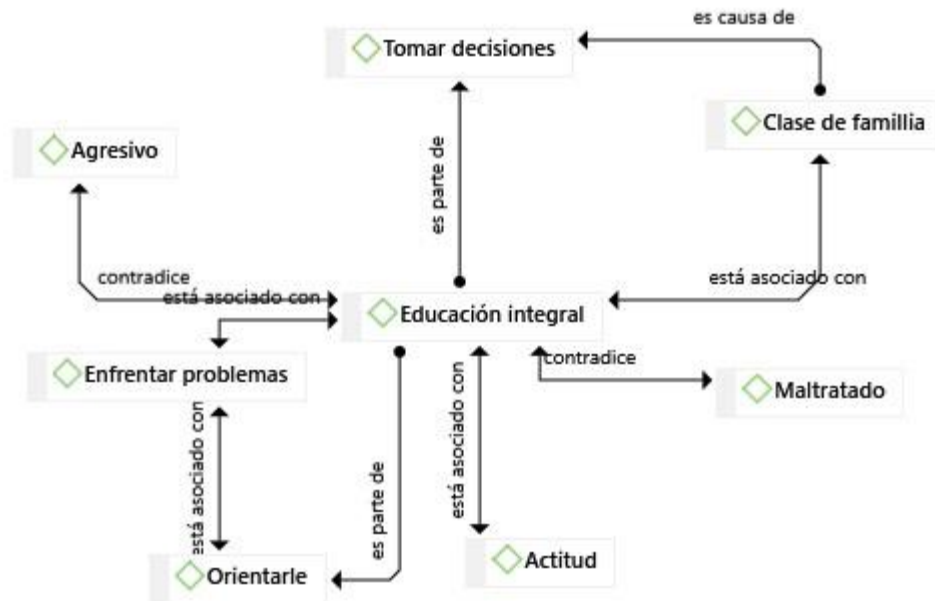 es causa de
Tomar decisiones
Clase de famillia
Agresivo
es parte de
contradice
está asociado con
está asociado con
Educación integral
contradice
Enfrentar problemas
Maltratado
está asociado con
es parte de
está asociado con
Orientarle
Actitud